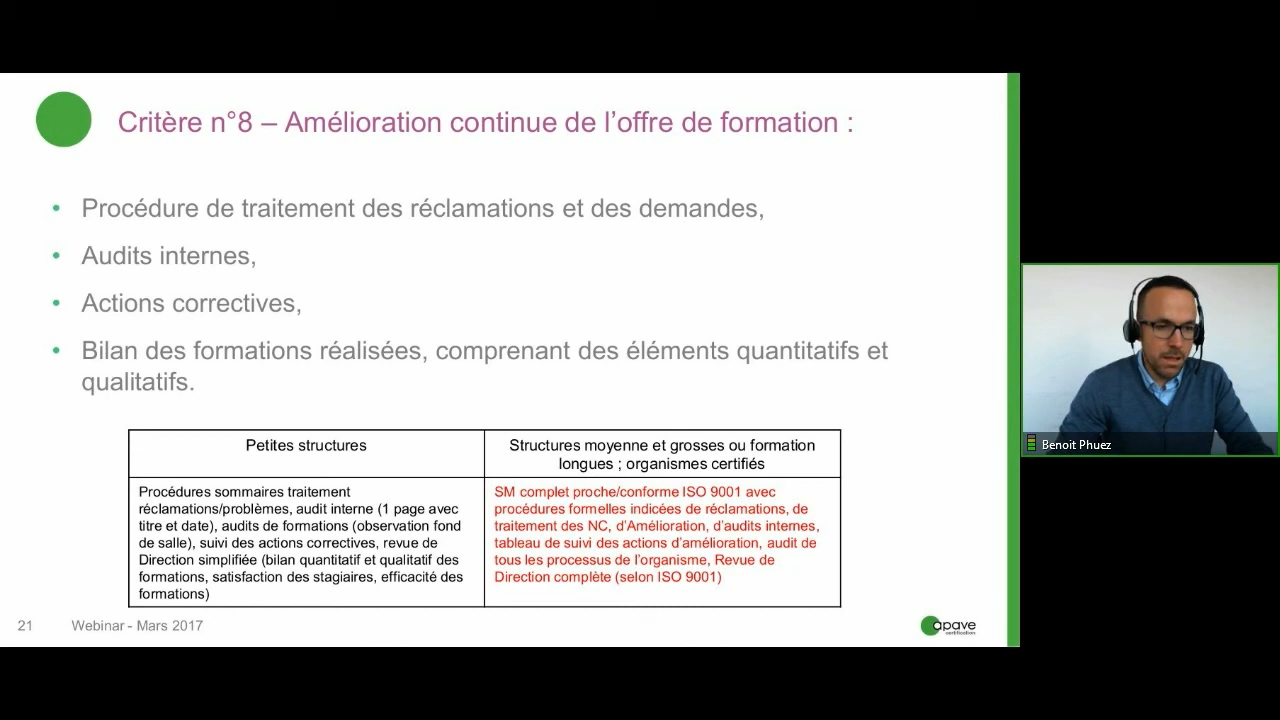 Critère n°8 – Amélioration continue de l’offre de formation :
• Procédure de traitement des réclamations et des demandes,
• Audits internes,
• Actions correctives,
• Bilan des formations réalisées, comprenant des éléments quantitatifs et
qualitatifs.
Petites structures
Structures moyenne et grosses ou formation
longues ; organismes certifiés
Procédures sommaires traitement
réclamations/problèmes, audit interne (1 page avec
titre et date), audits de formations (observation fond
de salle), suivi des actions correctives, revue de
Direction simplifiée (bilan quantitatif et qualitatif des
formations, satisfaction des stagiaires, efficacité des
formations)
SM complet proche/conforme ISO 9001 avec
procédures formelles indicées de réclamations, de
traitement des NC, d’Amélioration, d’audits internes,
tableau de suivi des actions d’amélioration, audit de
tous les processus de l’organisme, Revue de
Direction complète (selon ISO 9001)
21 Webinar - Mars 2017
apave
certification
Benoit Phuez